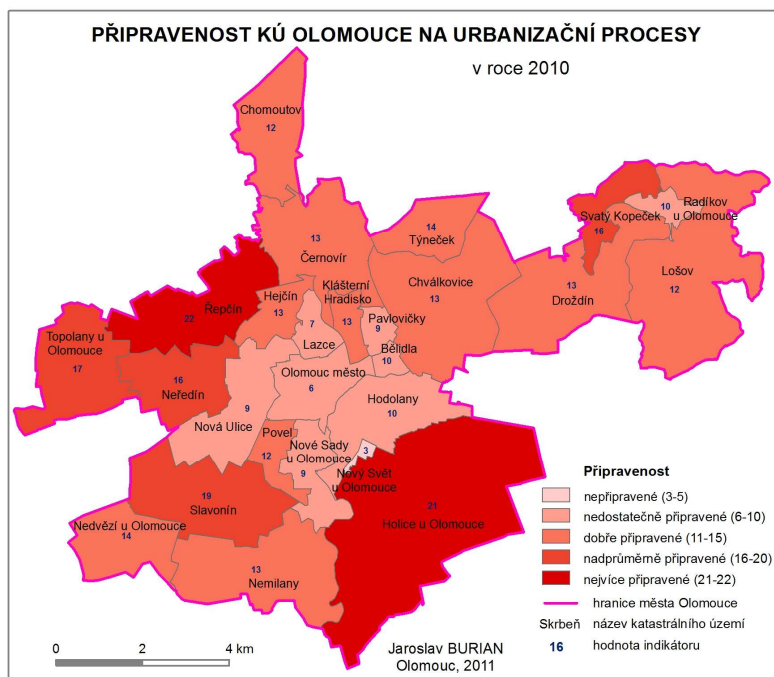 PŘIPRAVENOST KÚ OLOMOUCE NA URBANIZAČNÍ PROCESY
v roce 2010
Chomoutov
12
13
Černovír
14
Týneček
Svatý Kopeček
16
10
Radíkov
u Olomouce
Lošov
12
13
Droždín
Chválkovice
13
Klášterní
Hradisko
13
Hejčín
13
22
Řepčín
Topolany u
Olomouce
17
16
Neředín
7
Lazce
Pavlovičky
9
Bělidla
10
Olomouc město
6
Hodolany
10
9
Nová Ulice
Povel
12
Nové Sady
u Olomouce
9
3
Nový Svět
u Olomouce
21
Holice u Olomouce
19
Slavonín
Nedvězí u Olomouce
14
13
Nemilany
Připravenost
nepřipravené (3-5)
nedostatečně připravené (6-10)
dobře připravené (11-15)
nadprůměrně připravené (16-20)
nejvíce připravené (21-22)
hranice města Olomouce
Skrbeň název katastrálního území
16 hodnota indikátoru
0 2 4 km
Jaroslav BURIAN
Olomouc, 2011